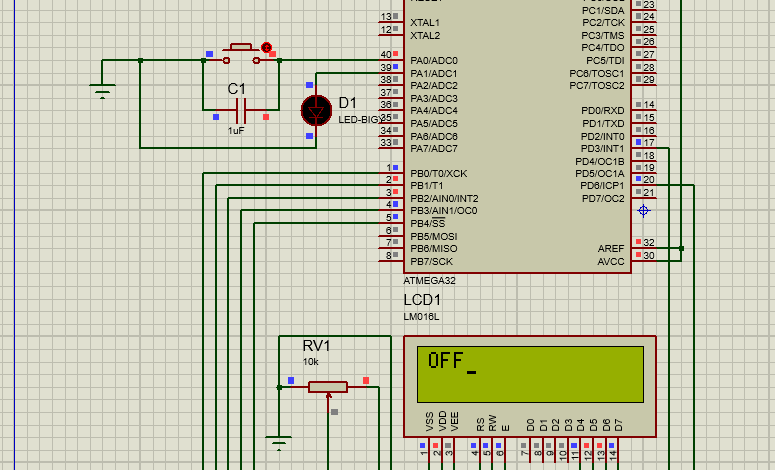 13 XTAL1
12 XTAL2
40 PA0/ADC0
39 PA1/ADC1
38 PA2/ADC2
37 PA3/ADC3
36 PA4/ADC4
35 PA5/ADC5
34 PA6/ADC6
33 PA7/ADC7
1 PB0/T0/XCK
2 PB1/T1
3 PB2/AIN0/INT2
4 PB3/AIN1/OC0
5 PB4/SS
6 PB5/MOSI
7 PB6/MISO
8 PB7/SCK
23
PC1/SDA
24 PC2/TCK
25 PC3/TMS
26 PC4/TDO
27 PC5/TDI
28 PC6/TOSC1
29 PC7/TOSC2
14 PD0/RXD
15 PD1/TXD
16 PD2/INT0
17 PD3/INT1
18 PD4/OC1B
19 PD5/OC1A
20 PD6/ICP1
21 PD7/OC2
32 AREF
30 AVCC
ATMEGA32
C1
1uF
D1
LED-BIGY
LCD1
LM016L
RV1
10k
OFF_
VSS VDD VEE RS RW E D0 D1 D2 D3 D4 D5 D6 D7
1 2 3 4 5 6 7 8 9 10 11 12 13 14